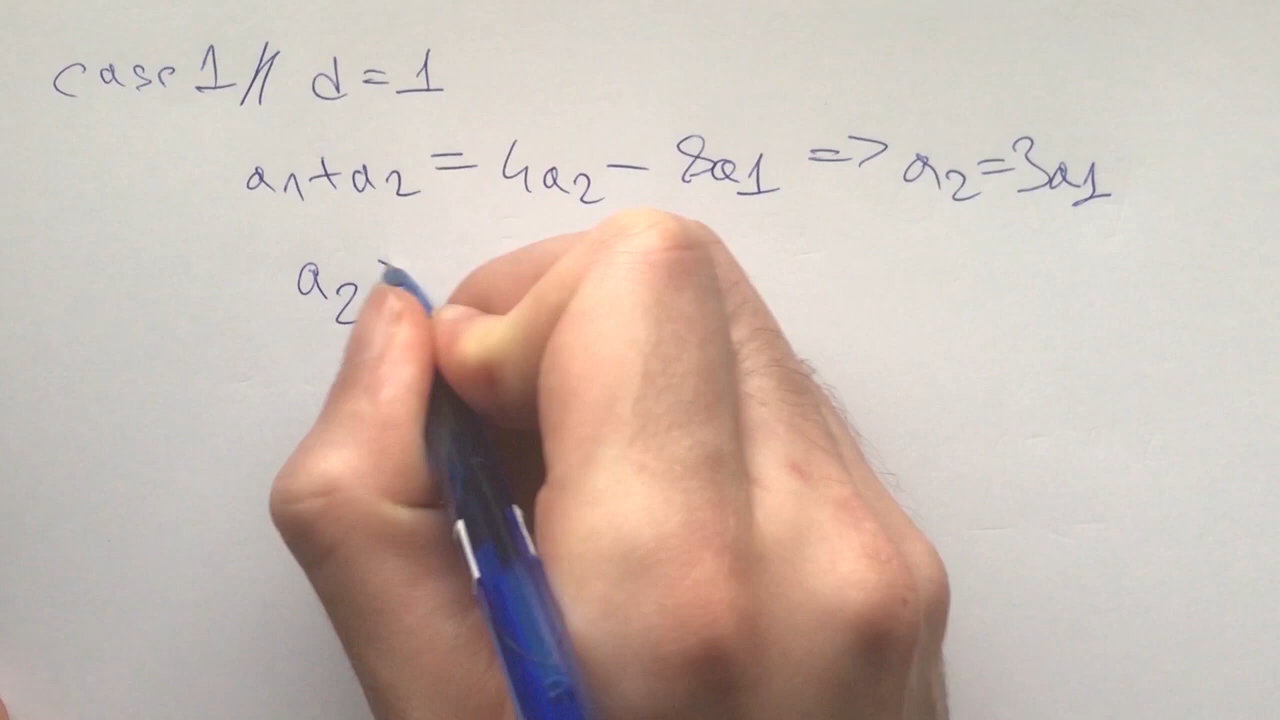 case 1// d=1
a1+a2 = 4a2 - 8a1 => a2=3a1
a2